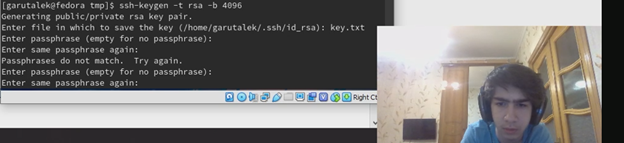 [garutalek@fedora tmp]$ ssh-keygen -t rsa -b 4096
Generating public/private rsa key pair.
Enter file in which to save the key (/home/garutalek/.ssh/id_rsa): key.txt
Enter passphrase (empty for no passphrase):
Enter same passphrase again:
Passphrases do not match.  Try again.
Enter passphrase (empty for no passphrase):
Enter same passphrase again:
Right Ct